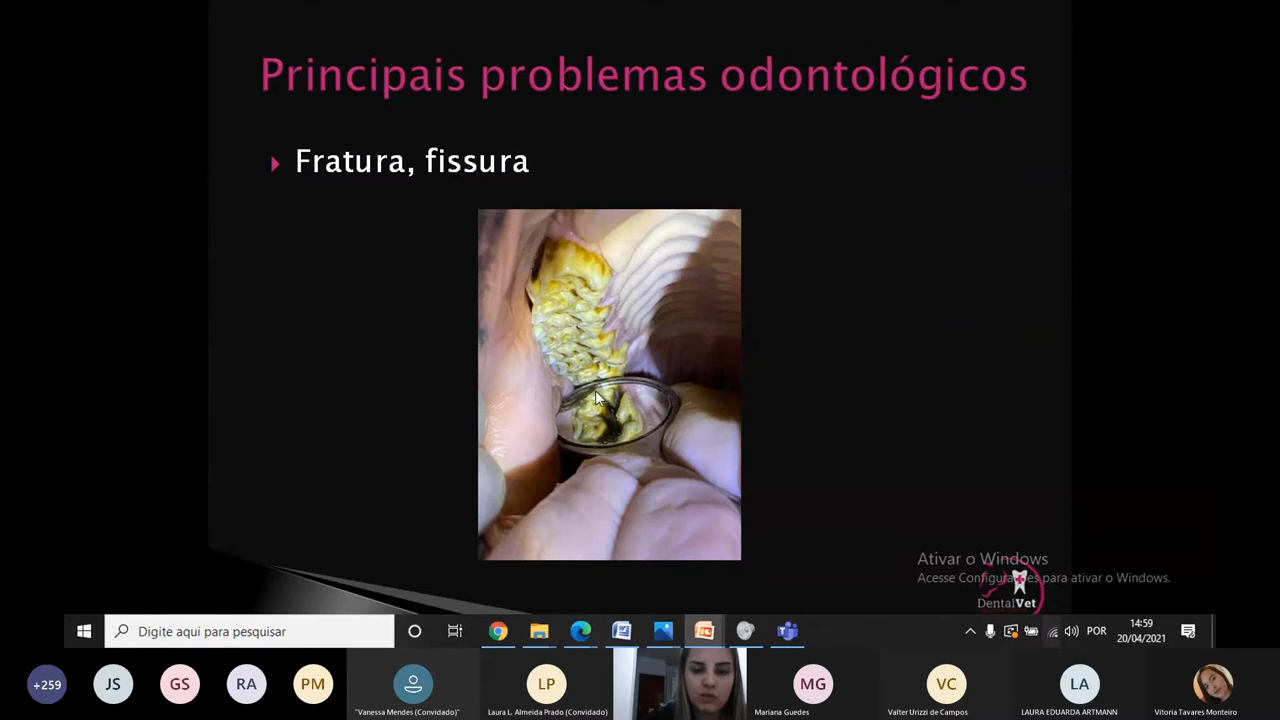 Principais problemas odontológicos
Fratura, fissura
Ativar o Windows
Acesse Configurações para ativar o Windows.
DentalVet
Digite aqui para pesquisar
POR
14:59
20/04/2021
+259
JS
GS
RA
PM
"Vanessa Mendes (Convidado)"
LP
Laura L. Almeida Prado (Convidado)
MG
Mariana Guedes
VC
Valter Urizzi de Campos
LA
LAURA EDUARDA ARTMANN
Vitoria Tavares Monteiro